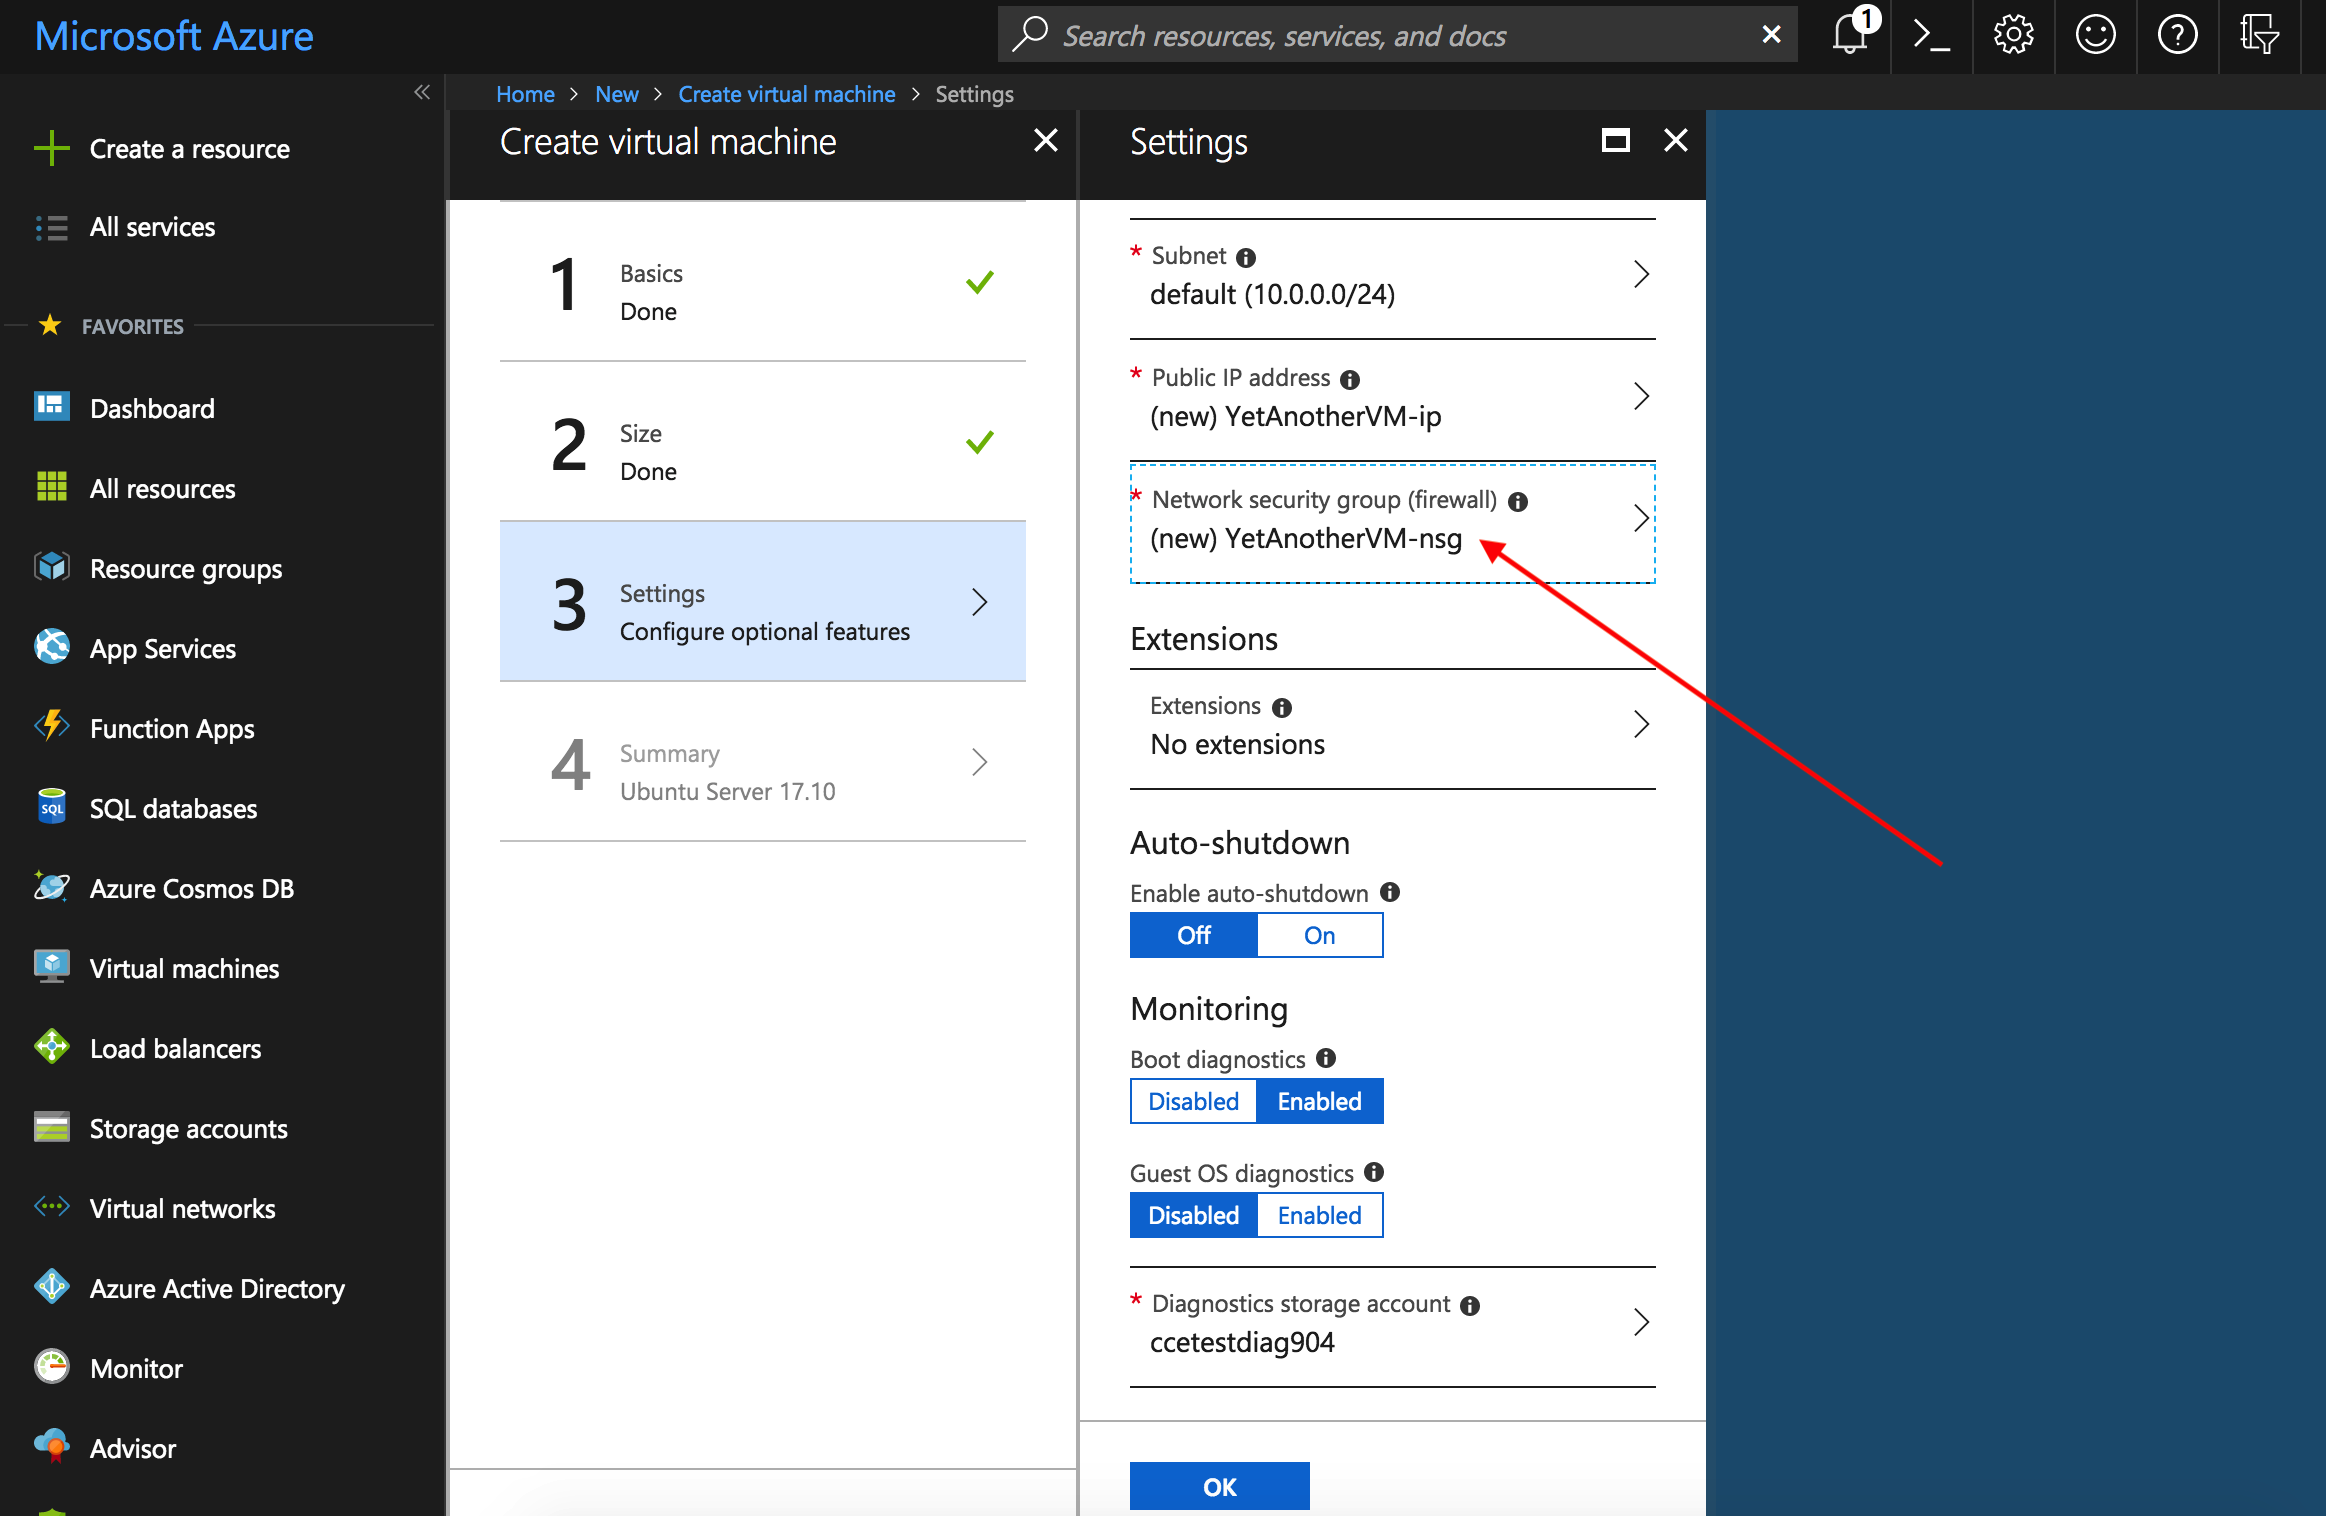 Microsoft Azure
Search resources, services, and docs
1
Home > New > Create virtual machine > Settings
Create a resource
All services
FAVORITES
Dashboard
All resources
Resource groups
App Services
Function Apps
SQL
SQL databases
Azure Cosmos DB
Virtual machines
Load balancers
Storage accounts
Virtual networks
Azure Active Directory
Monitor
Advisor
Create virtual machine
1
Basics
Done
2
Size
Done
3
Settings
Configure optional features
4
Summary
Ubuntu Server 17.10
Settings
* Subnet
default (10.0.0.0/24)
* Public IP address
(new) YetAnotherVM-ip
* Network security group (firewall)
(new) YetAnotherVM-nsg
Extensions
Extensions
No extensions
Auto-shutdown
Enable auto-shutdown
Off On
Monitoring
Boot diagnostics
Disabled Enabled
Guest OS diagnostics
Disabled Enabled
* Diagnostics storage account
ccetestdiag904
OK